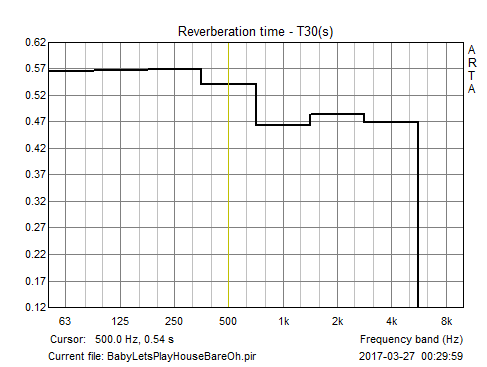 Reverberation time - T30(s)
0.62
0.57
0.52
0.47
0.42
0.37
0.32
0.27
0.22
0.17
0.12
A
R
T
A
63 125 250 500 1k 2k 4k 8k
Cursor: 500.0 Hz, 0.54 s Frequency band (Hz)
Current file: BabyLetsPlayHouseBareOh.pir 2017-03-27 00:29:59